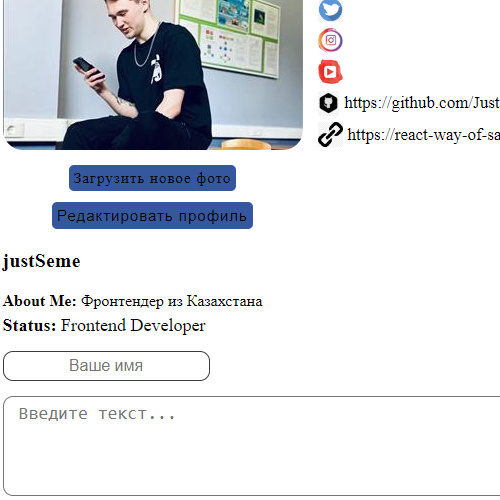 https://github.com/Just
https://react-way-of-sa
Загрузить новое фото
Редактировать профиль
justSeme
About Me: Фронтендер из Казахстана
Status: Frontend Developer
Ваше имя
Введите текст...